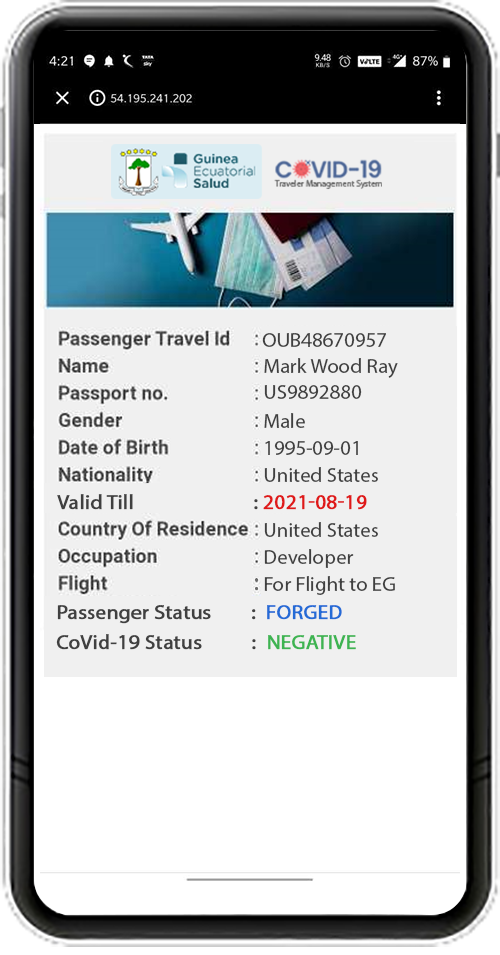 4:21 TATA sky 9.48 KB/S VoLTE 4G+ 87%
54.195.241.202
Guinea Ecuatorial Salud
COVID-19
Traveler Management System
Passenger Travel Id : OUB48670957
Name : Mark Wood Ray
Passport no. : US9892880
Gender : Male
Date of Birth : 1995-09-01
Nationality : United States
Valid Till : 2021-08-19
Country Of Residence : United States
Occupation : Developer
Flight : For Flight to EG
Passenger Status : FORGED
CoVid-19 Status : NEGATIVE